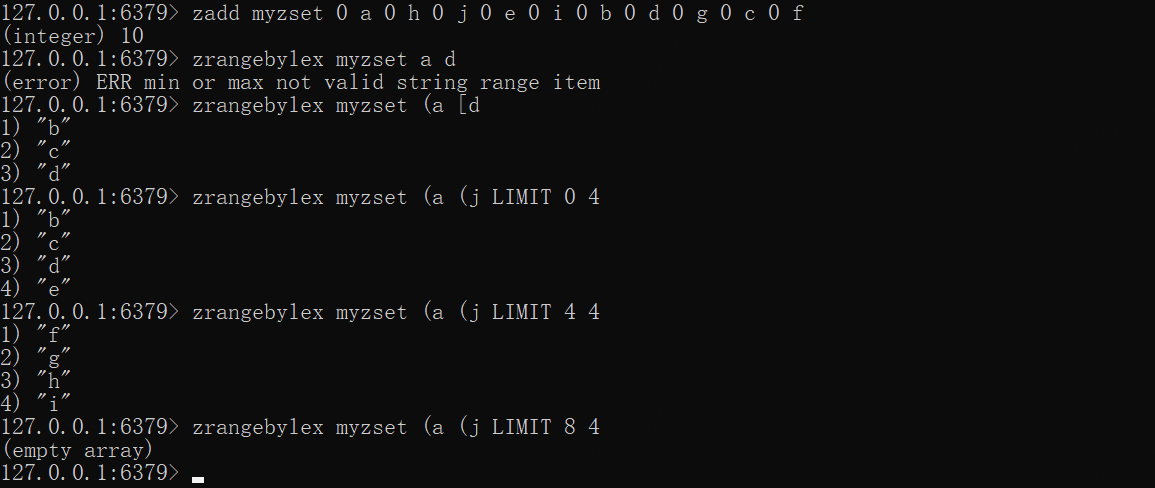 127.0.0.1:6379> zadd myzset 0 a 0 h 0 j 0 e 0 i 0 b 0 d 0 g 0 c 0 f
(integer) 10
127.0.0.1:6379> zrangebylex myzset a d
(error) ERR min or max not valid string range item
127.0.0.1:6379> zrangebylex myzset (a [d
1) "b"
2) "c"
3) "d"
127.0.0.1:6379> zrangebylex myzset (a (j LIMIT 0 4
1) "b"
2) "c"
3) "d"
4) "e"
127.0.0.1:6379> zrangebylex myzset (a (j LIMIT 4 4
1) "f"
2) "g"
3) "h"
4) "i"
127.0.0.1:6379> zrangebylex myzset (a (j LIMIT 8 4
(empty array)
127.0.0.1:6379>